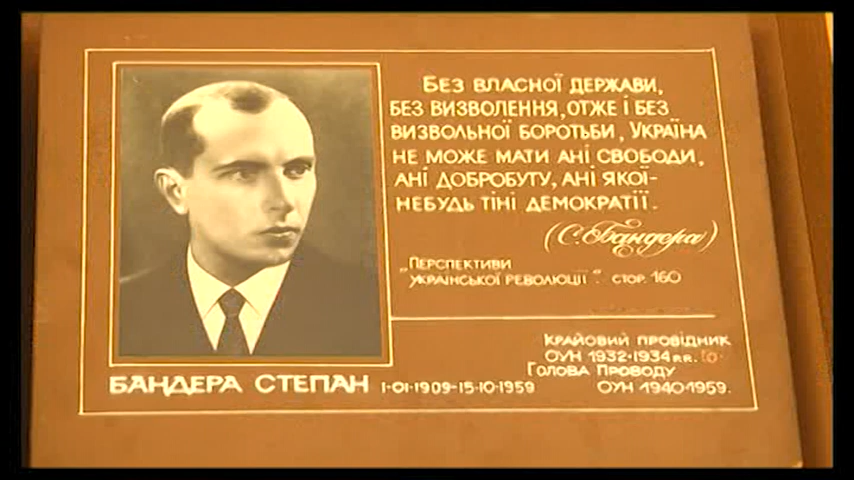 БЕЗ ВЛАСНОЇ ДЕРЖАВИ,
БЕЗ ВИЗВОЛЕННЯ, ОТЖЕ І БЕЗ
ВИЗВОЛЬНОЇ БОРОТЬБИ, УКРАЇНА
НЕ МОЖЕ МАТИ АНІ СВОБОДИ,
АНІ ДОБРОБУТУ, АНІ ЯКОЇ-
НЕБУДЬ ТІНІ ДЕМОКРАТІЇ.
(С. Бандера)
„ПЕРСПЕКТИВИ
УКРАЇНСЬКОЇ РЕВОЛЮЦІЇ". СТОР. 160
КРАЙОВИЙ ПРОВІДНИК
ОУН 1932-1934 р.р.
ГОЛОВА ПРОВОДУ
ОУН 1940-1959.
БАНДЕРА СТЕПАН 1-01-1909-15-10-1959